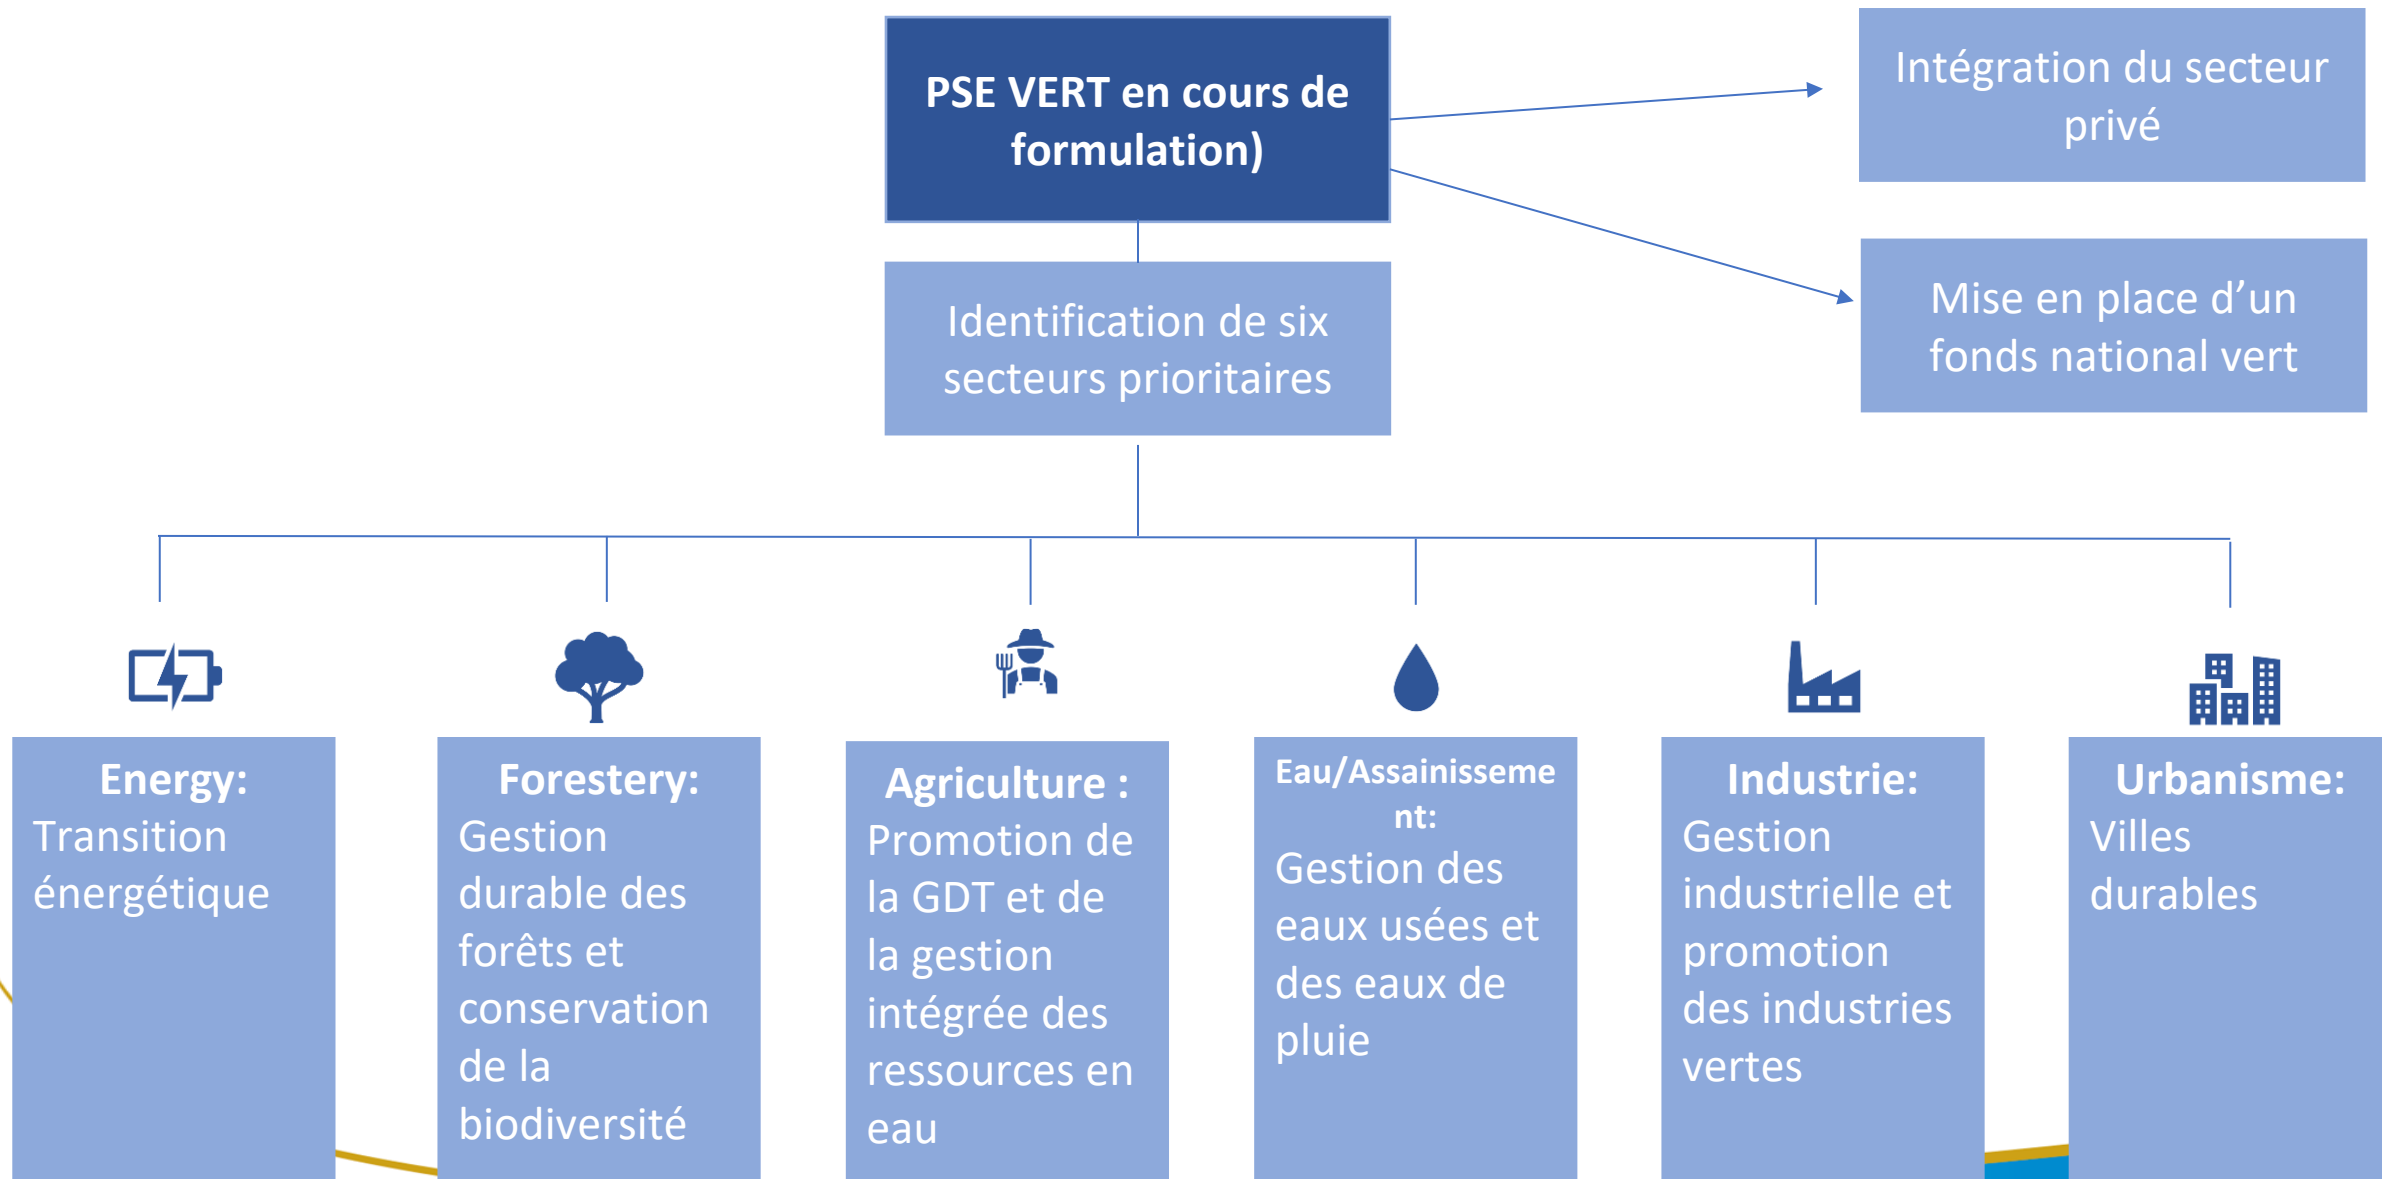 PSE VERT en cours de
formulation)
Intégration du secteur
privé
Mise en place d’un
fonds national vert
Identification de six
secteurs prioritaires
Energy:
Transition
énergétique
Forestery:
Gestion
durable des
forêts et
conservation
de la
biodiversité
Agriculture :
Promotion de
la GDT et de
la gestion
intégrée des
ressources en
eau
Eau/Assainisseme
nt:
Gestion des
eaux usées et
des eaux de
pluie
Industrie:
Gestion
industrielle et
promotion
des industries
vertes
Urbanisme:
Villes
durables